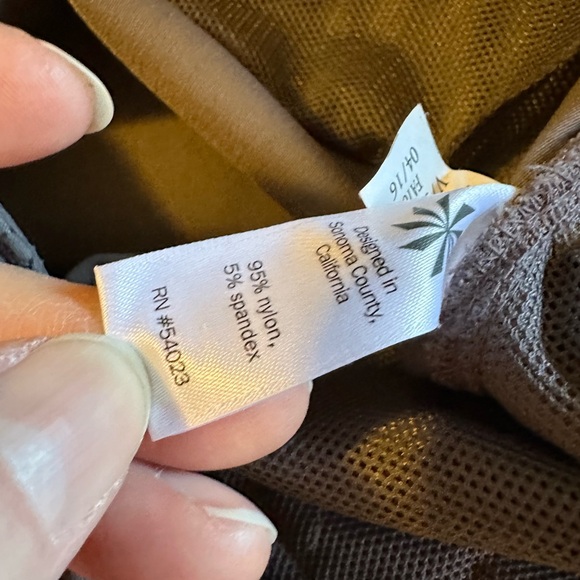 Designed in
Sonoma County,
California
95% nylon,
5% spandex
RN #54023
04/16